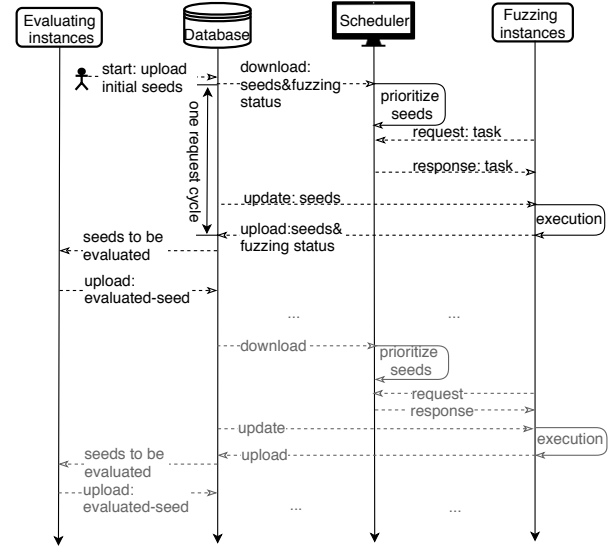 Evaluating
instances
Database
Scheduler
Fuzzing
instances
start: upload
initial seeds
download:
seeds&fuzzing
status
prioritize
seeds
request: task
response: task
one request cycle
update: seeds
execution
upload:seeds&
fuzzing status
seeds to be
evaluated
upload:
evaluated-seed
...
...
download
prioritize
seeds
request
response
update
execution
upload
seeds to be
evaluated
upload:
evaluated-seed
...
...